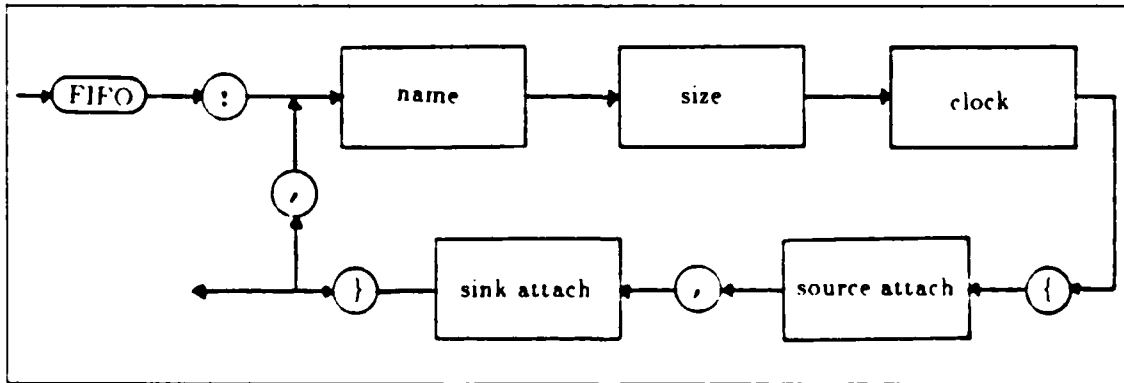 FIFO : name size clock
,
} sink attach , source attach {